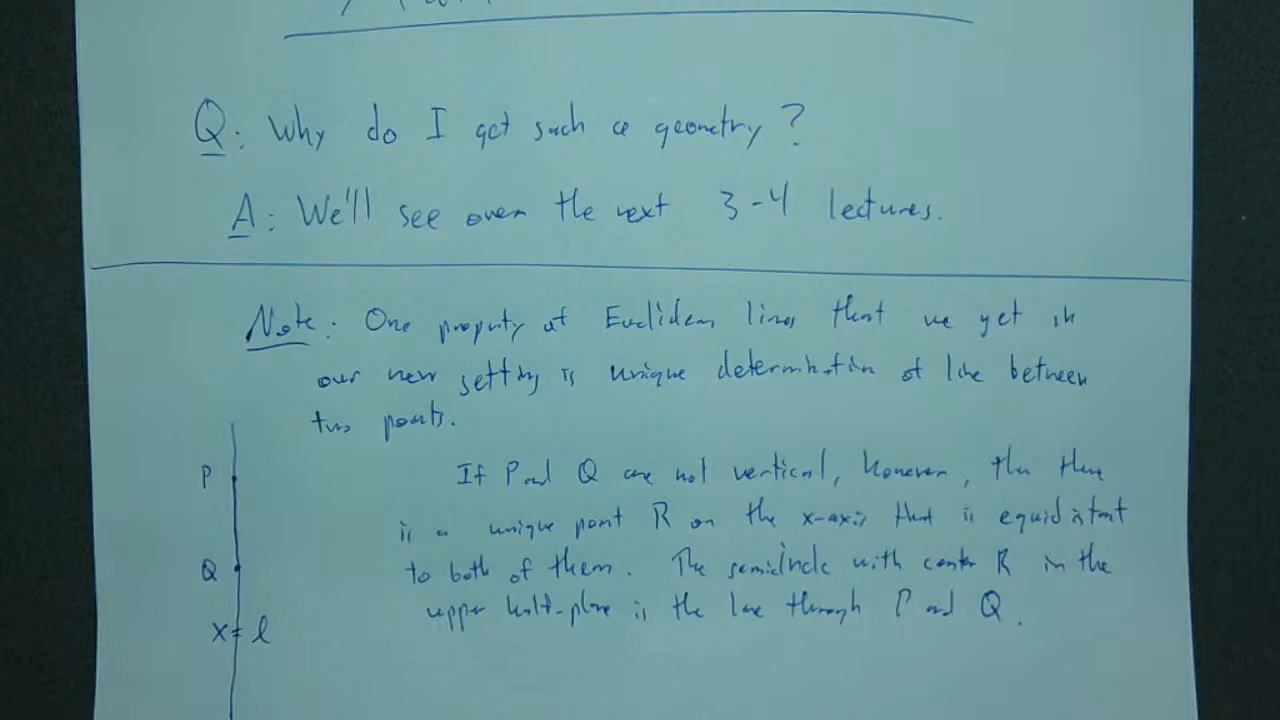 Q: Why do I get such a geometry?
A: We'll see over the next 3-4 lectures.
Note: One property of Euclidean lines that we get in
our new setting is unique determination of line between
two points.
If P and Q are not vertical, however, then there
is a unique point R on the x-axis that is equidistant
to both of them. The semicircle with center R in the
upper half-plane is the line through P and Q.
P
Q
x = l